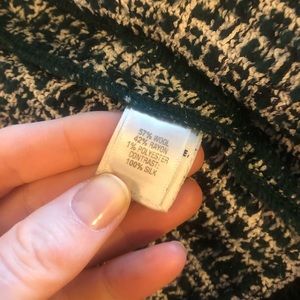 57% WOOL
42% RAYON
1% POLYESTER
CONTRAST:
100% SILK